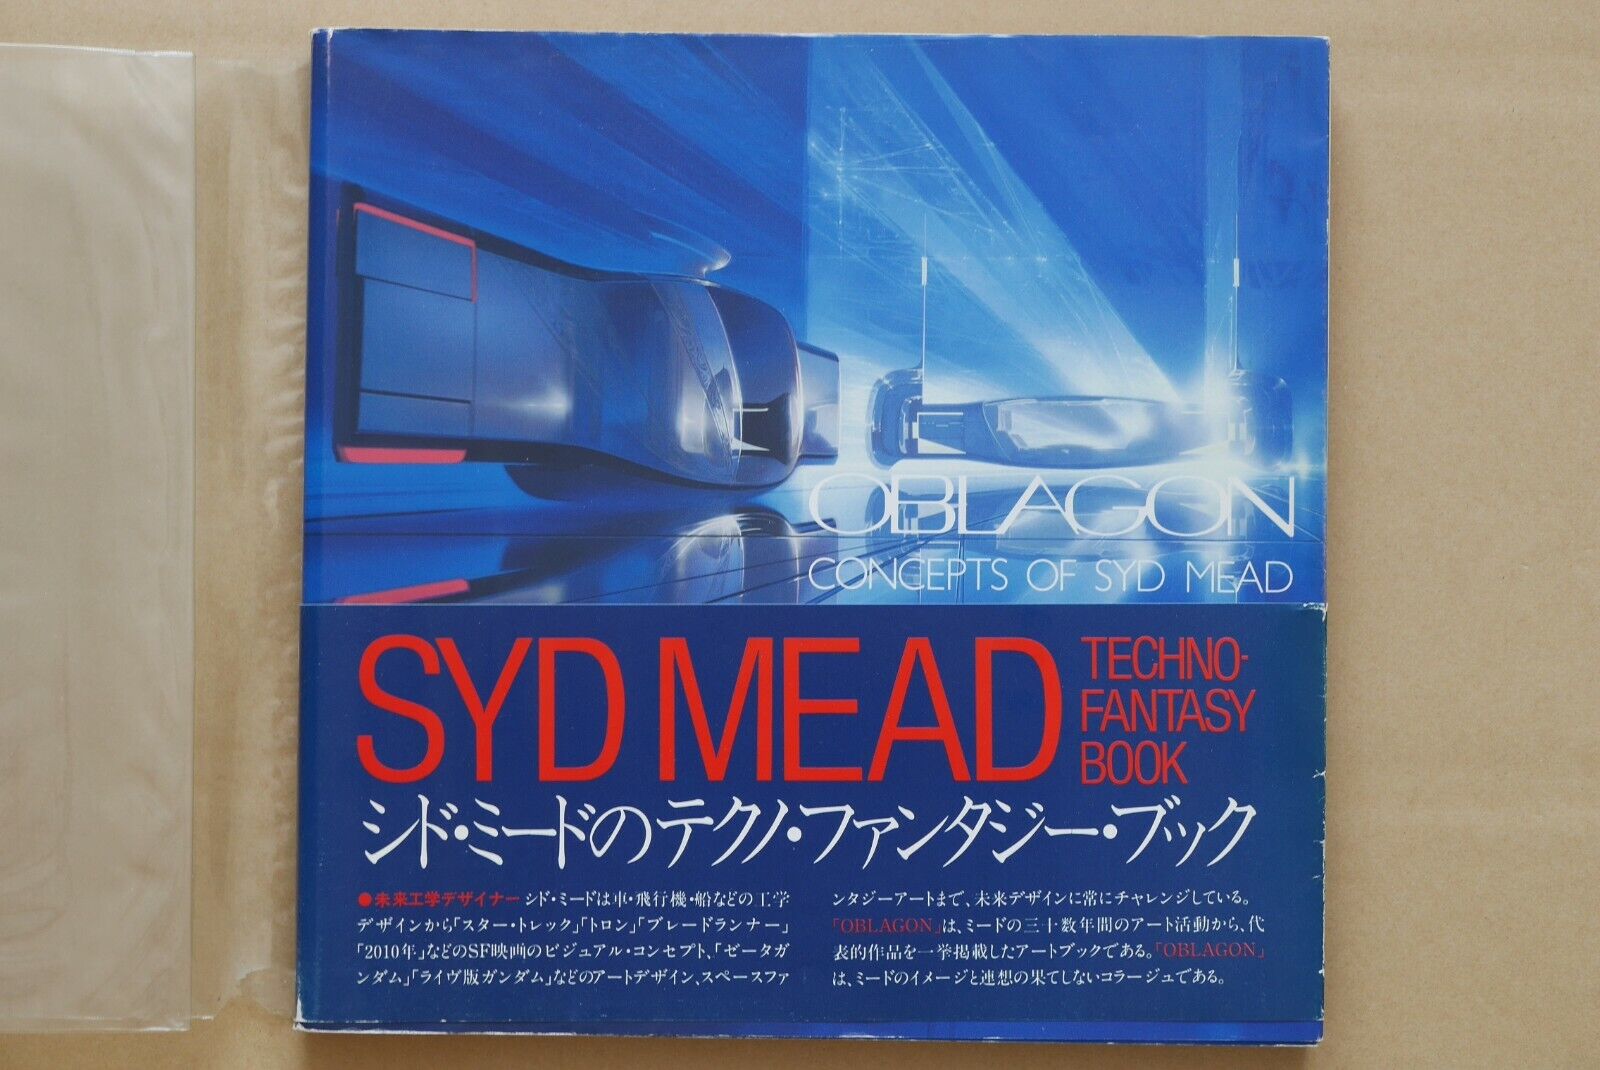 OBLAGON
CONCEPTS OF SYD MEAD
SYD MEAD
TECHNO-
FANTASY
BOOK
シド・ミードのテクノ・ファンタジー・ブック
●未来工学デザイナー シド・ミードは車・飛行機・船などの工学
デザインから「スター・トレック」「トロン」「ブレードランナー」
「2010年」などのSF映画のビジュアル・コンセプト、「ゼータガ
ンダム」「ライヴ版ガンダム」などのアートデザイン、スペースファ
ンタジーアートまで、未来デザインに常にチャレンジしている。
「OBLAGON」は、ミードの三十数年間のアート活動から、代
表的作品を一挙掲載したアートブックである。「OBLAGON」
は、ミードのイメージと連想の果てしないコラージュである。